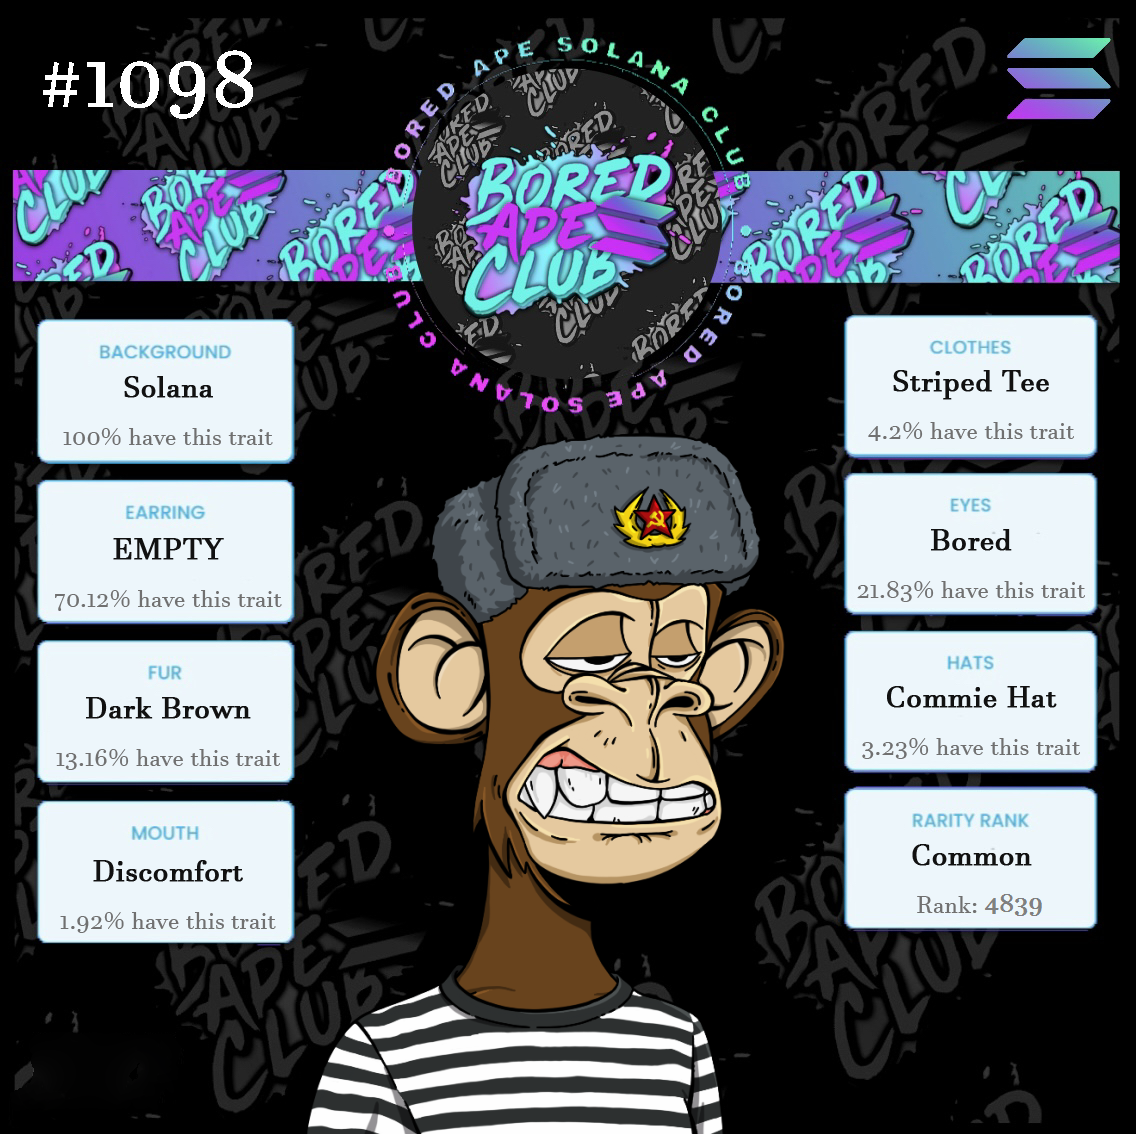 #1098
BORED APE SOLANA CLUB
BORED APE SOLANA CLUB
BORED
APE
CLUB
BACKGROUND
Solana
100% have this trait
EARRING
EMPTY
70.12% have this trait
FUR
Dark Brown
13.16% have this trait
MOUTH
Discomfort
1.92% have this trait
CLOTHES
Striped Tee
4.2% have this trait
EYES
Bored
21.83% have this trait
HATS
Commie Hat
3.23% have this trait
RARITY RANK
Common
Rank: 4839